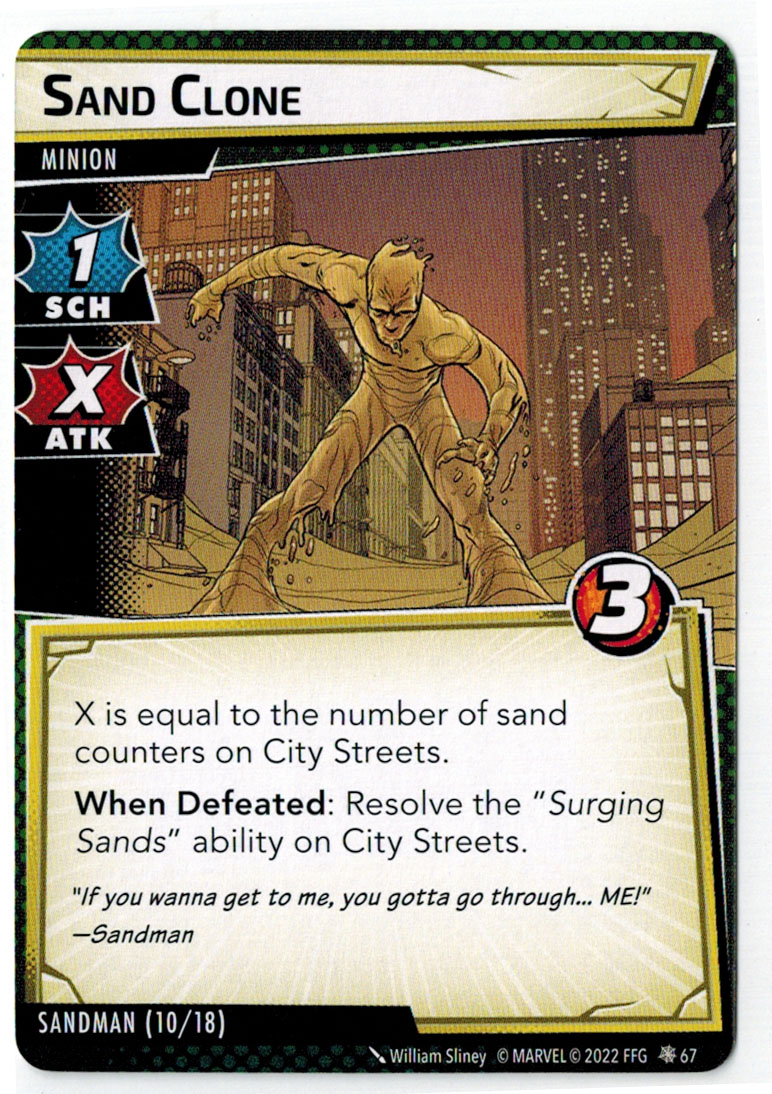 SAND CLONE
MINION
1
SCH
X
ATK
3
X is equal to the number of sand
counters on City Streets.
When Defeated: Resolve the "Surging
Sands" ability on City Streets.
"If you wanna get to me, you gotta go through... ME!"
—Sandman
SANDMAN (10/18)
William Sliney © MARVEL © 2022 FFG 67